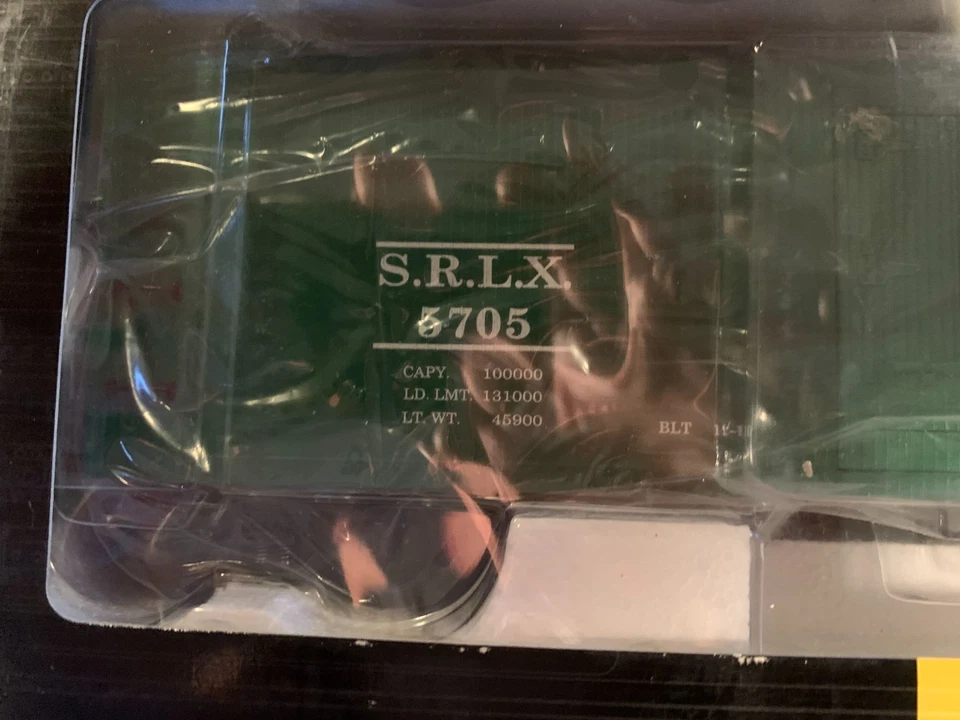 S.R.L.X.
5705
CAPY. 100000
LD. LMT. 131000
LT. WT. 45900
BLT